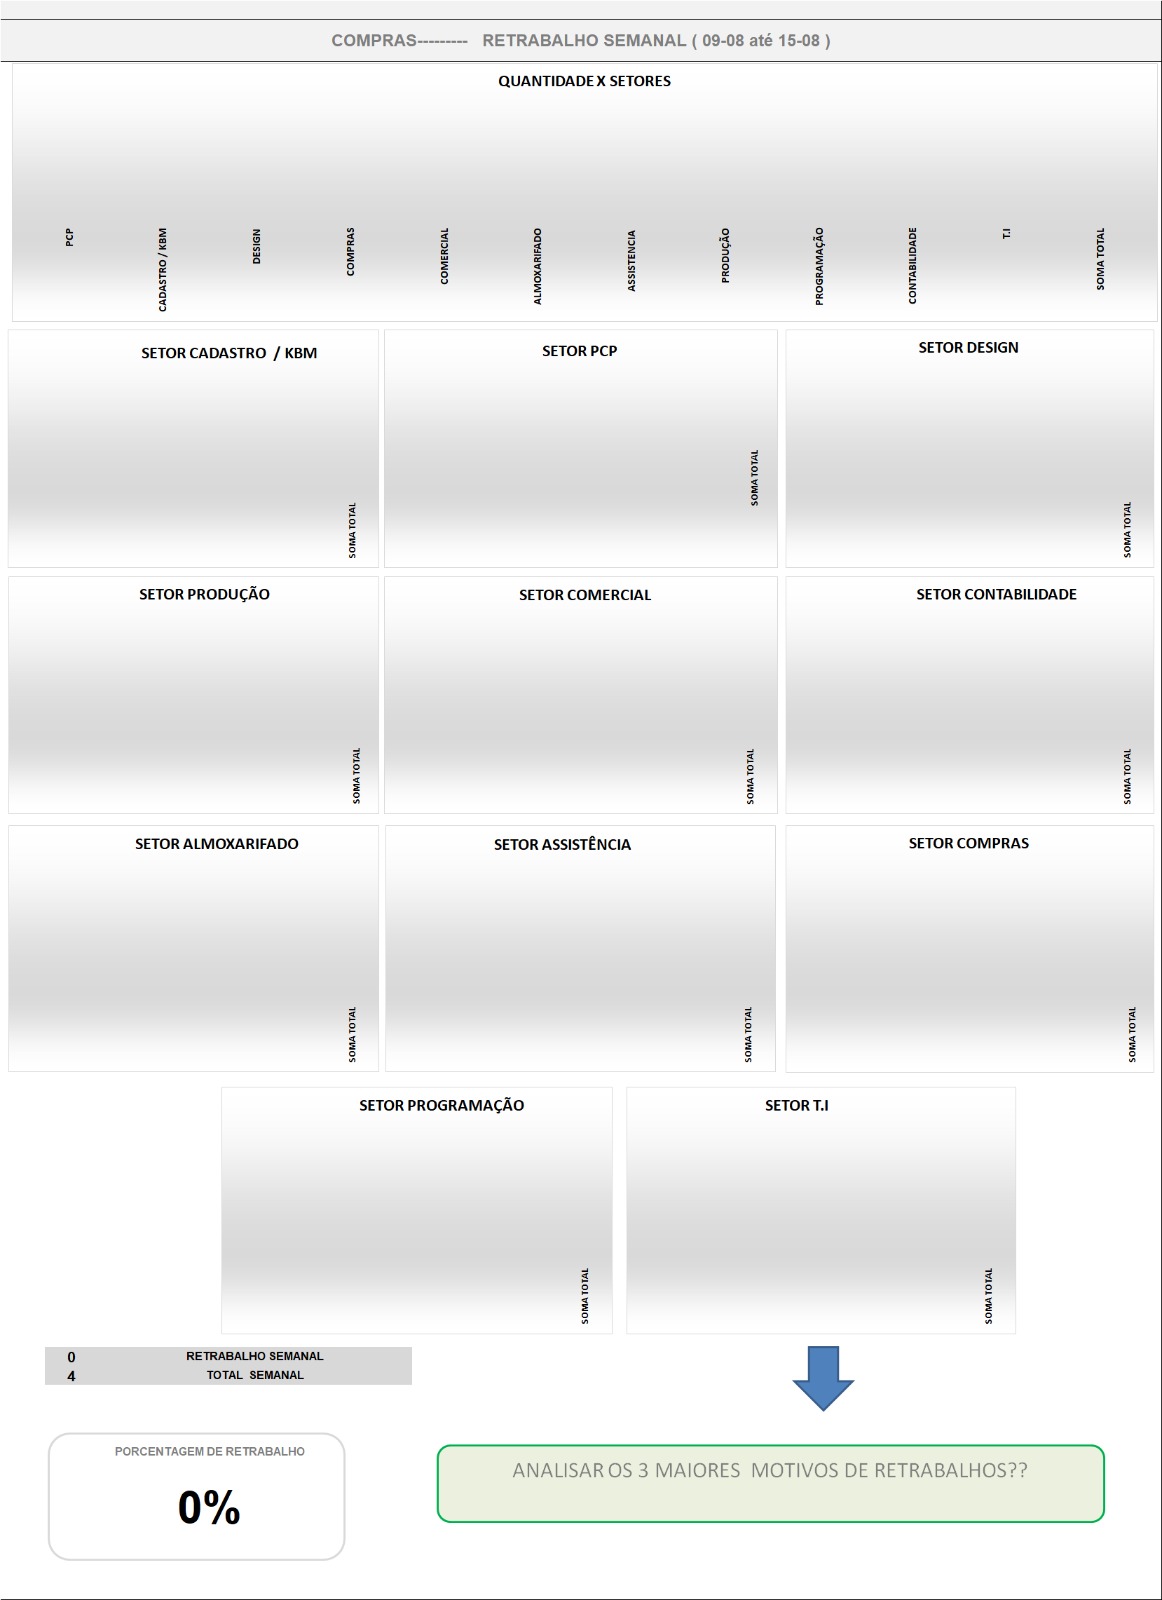 COMPRAS--------- RETRABALHO SEMANAL ( 09-08 até 15-08 )
QUANTIDADE X SETORES
PCP
CADASTRO / KBM
DESIGN
COMPRAS
COMERCIAL
ALMOXARIFADO
ASSISTENCIA
PRODUÇÃO
PROGRAMAÇÃO
CONTABILIDADE
T.I
SOMA TOTAL
SETOR CADASTRO / KBM
SOMA TOTAL
SETOR PCP
SOMA TOTAL
SETOR DESIGN
SOMA TOTAL
SETOR PRODUÇÃO
SOMA TOTAL
SETOR COMERCIAL
SOMA TOTAL
SETOR CONTABILIDADE
SOMA TOTAL
SETOR ALMOXARIFADO
SOMA TOTAL
SETOR ASSISTÊNCIA
SOMA TOTAL
SETOR COMPRAS
SOMA TOTAL
SETOR PROGRAMAÇÃO
SOMA TOTAL
SETOR T.I
SOMA TOTAL
0 RETRABALHO SEMANAL
4 TOTAL SEMANAL
PORCENTAGEM DE RETRABALHO
0%
ANALISAR OS 3 MAIORES MOTIVOS DE RETRABALHOS??